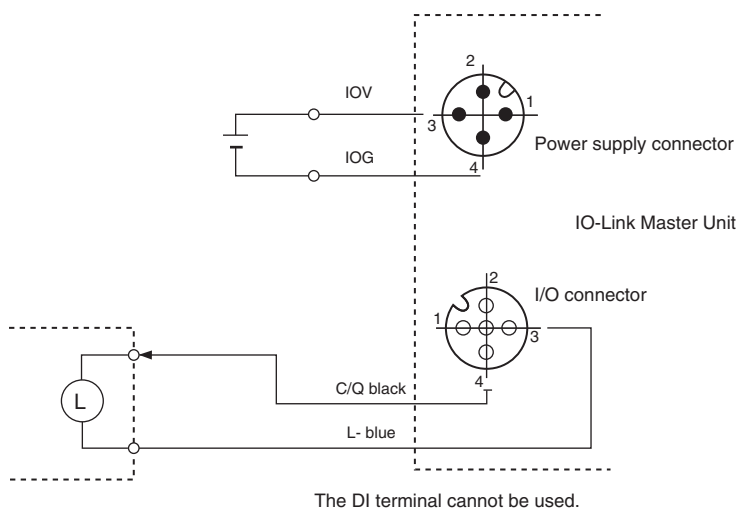 2
IOV
1
3
Power supply connector
IOG
4
IO-Link Master Unit
2
I/O connector
1
3
4
C/Q black
L
L- blue
The DI terminal cannot be used.